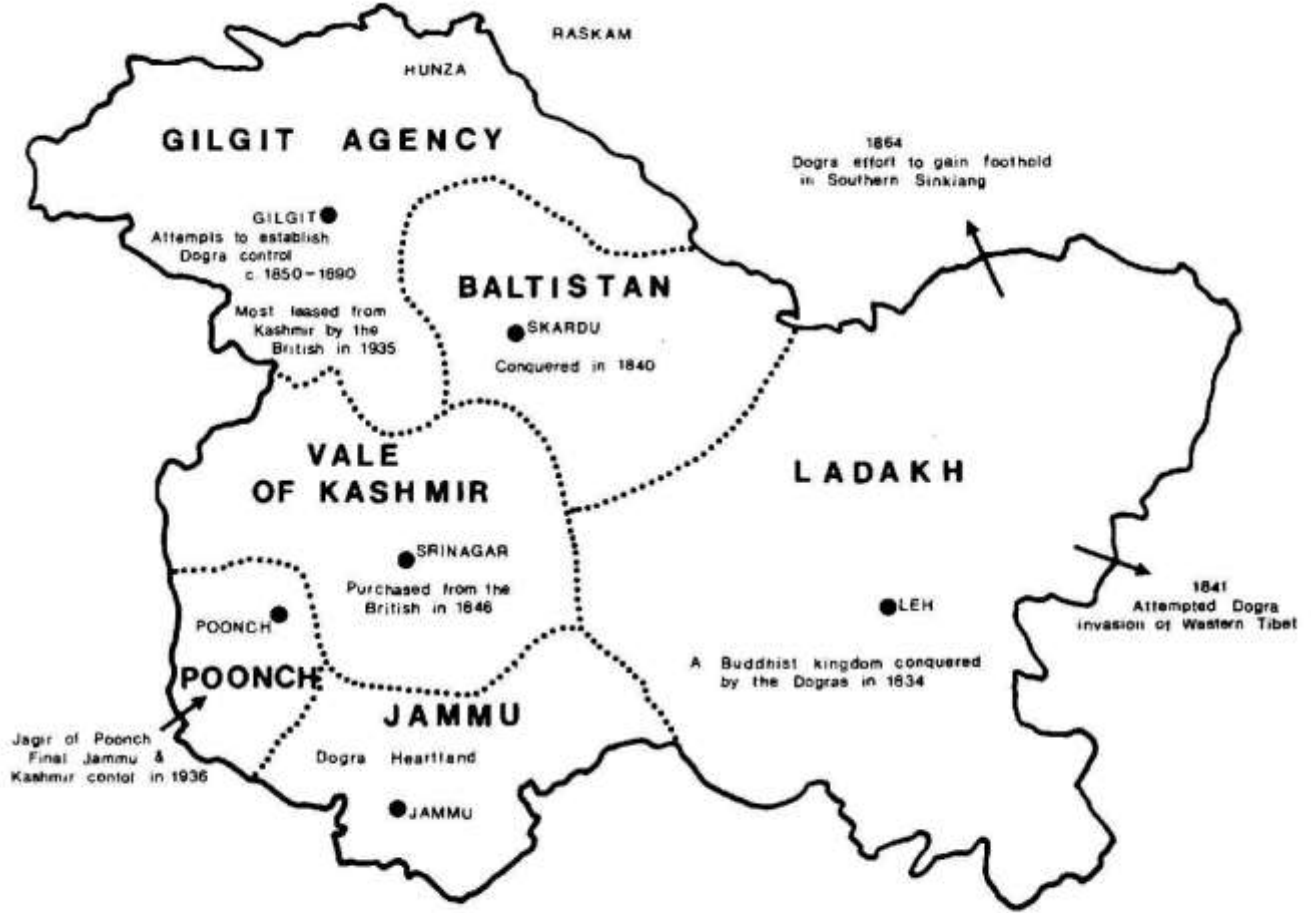 RASKAM
HUNZA
GILGIT AGENCY
1864
Dogra effort to gain foothold
in Southern Sinkiang
GILGIT
Attempts to establish
Dogra control
c. 1850-1890
BALTISTAN
Most leased from
Kashmir by the
British in 1935
SKARDU
Conquered in 1840
VALE
OF KASHMIR
LADAKH
SRINAGAR
Purchased from the
British in 1846
1841
Attempted Dogra
invasion of Western Tibet
LEH
POONCH
A Buddhist kingdom conquered
by the Dogras in 1834
POONCH
JAMMU
Jagir of Poonch
Final Jammu &
Kashmir contol in 1936
Dogra Heartland
JAMMU